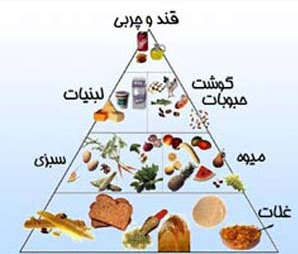 قند و چربی
گوشت
حبوبات
لبنیات
میوه
سبزی
غلات